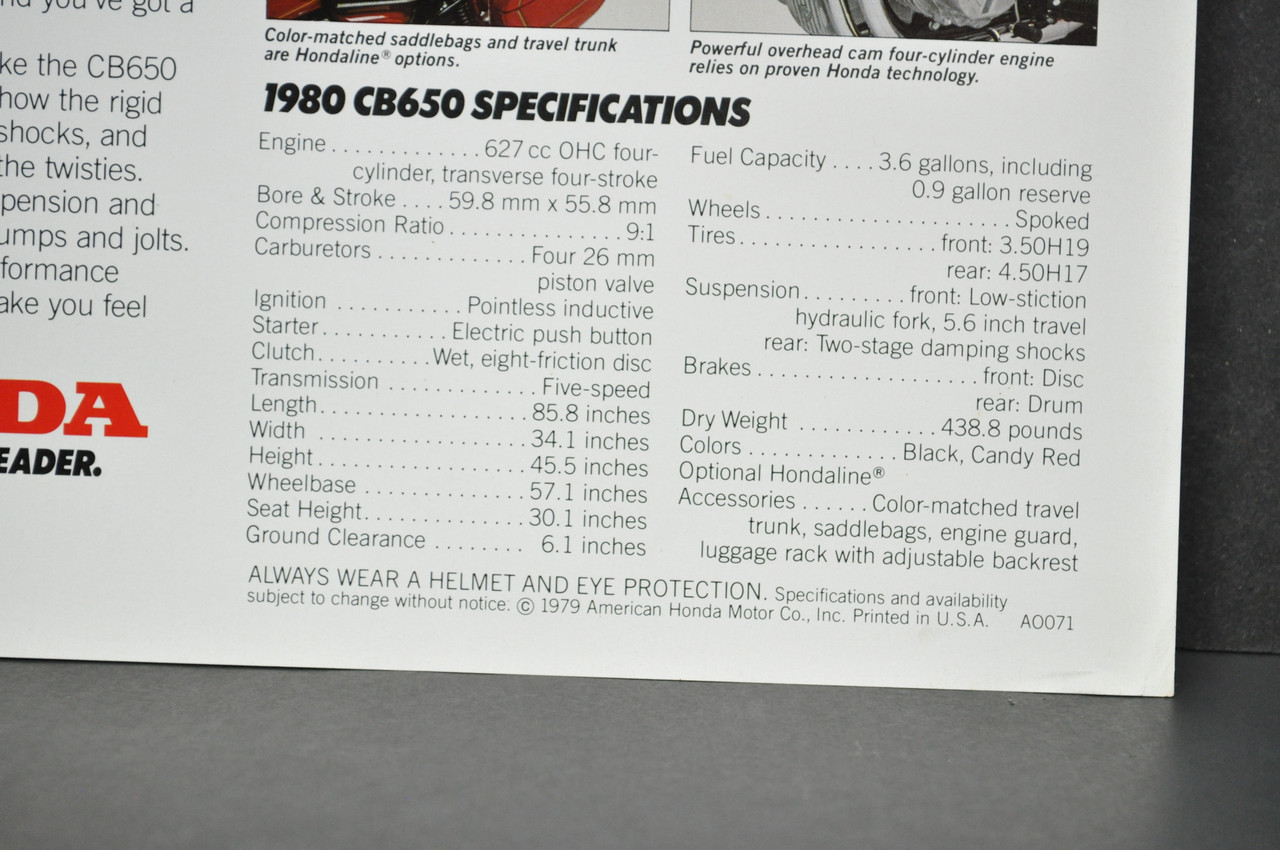 you've got a
ke the CB650
how the rigid
shocks, and
the twisties.
pension and
umps and jolts.
formance
ake you feel
DA
EADER.
Color-matched saddlebags and travel trunk
are Hondaline® options.
Powerful overhead cam four-cylinder engine
relies on proven Honda technology.
1980 CB650 SPECIFICATIONS
Engine . . . . . . . . . . . . . 627 cc OHC four-
cylinder, transverse four-stroke
Bore & Stroke . . . . 59.8 mm x 55.8 mm
Compression Ratio . . . . . . . . . . . . . . . 9:1
Carburetors . . . . . . . . . . . . . Four 26 mm
piston valve
Ignition . . . . . . . . . . . Pointless inductive
Starter . . . . . . . . . . . Electric push button
Clutch . . . . . . . . . Wet, eight-friction disc
Transmission . . . . . . . . . . . . . Five-speed
Length . . . . . . . . . . . . . . . . . . 85.8 inches
Width . . . . . . . . . . . . . . . . . . 34.1 inches
Height . . . . . . . . . . . . . . . . . . 45.5 inches
Wheelbase . . . . . . . . . . . . . . 57.1 inches
Seat Height . . . . . . . . . . . . . . 30.1 inches
Ground Clearance . . . . . . . . 6.1 inches
Fuel Capacity . . . . 3.6 gallons, including
0.9 gallon reserve
Wheels . . . . . . . . . . . . . . . . . . . . . Spoked
Tires . . . . . . . . . . . . . . . . . front: 3.50H19
rear: 4.50H17
Suspension . . . . . . . . . front: Low-stiction
hydraulic fork, 5.6 inch travel
rear: Two-stage damping shocks
Brakes . . . . . . . . . . . . . . . . . . . front: Disc
rear: Drum
Dry Weight . . . . . . . . . . . . 438.8 pounds
Colors . . . . . . . . . . . . . Black, Candy Red
Optional Hondaline®
Accessories . . . . . . Color-matched travel
trunk, saddlebags, engine guard,
luggage rack with adjustable backrest
ALWAYS WEAR A HELMET AND EYE PROTECTION. Specifications and availability
subject to change without notice. © 1979 American Honda Motor Co., Inc. Printed in U.S.A. A0071